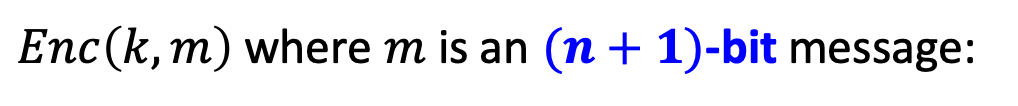 Enc(k, m) where m is an (n + 1)-bit message: